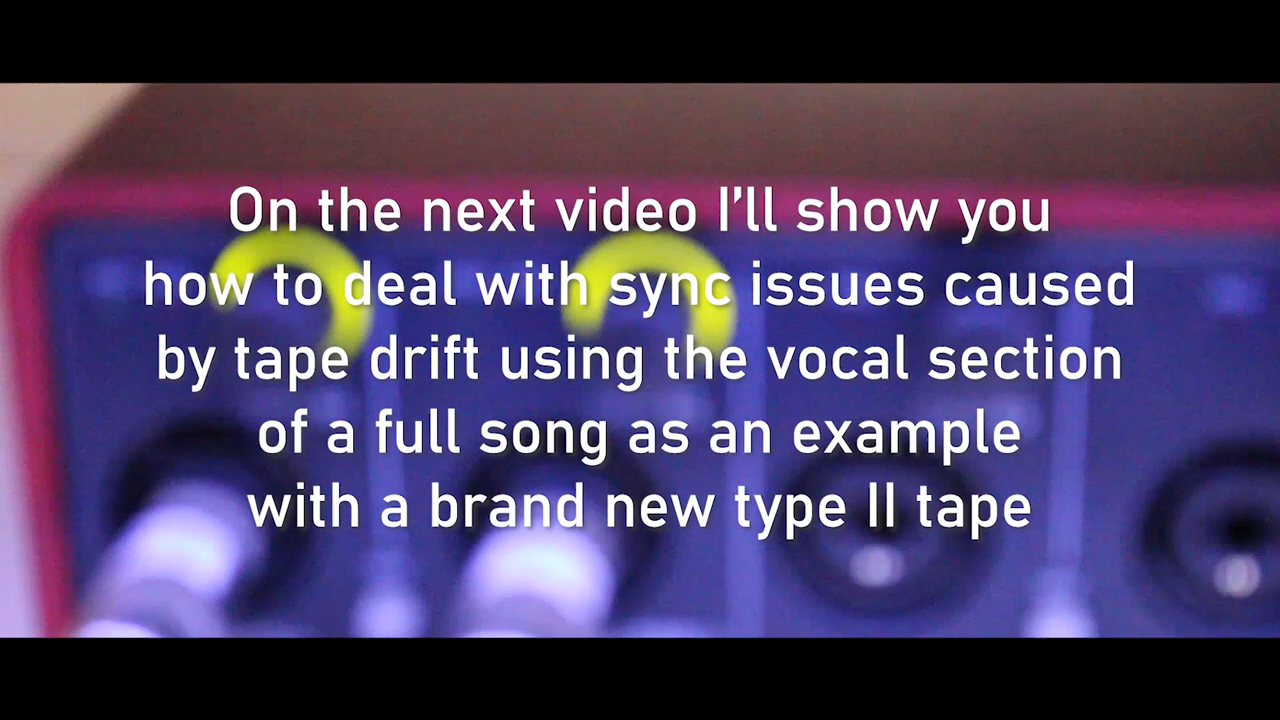 On the next video I’ll show you
how to deal with sync issues caused
by tape drift using the vocal section
of a full song as an example
with a brand new type II tape